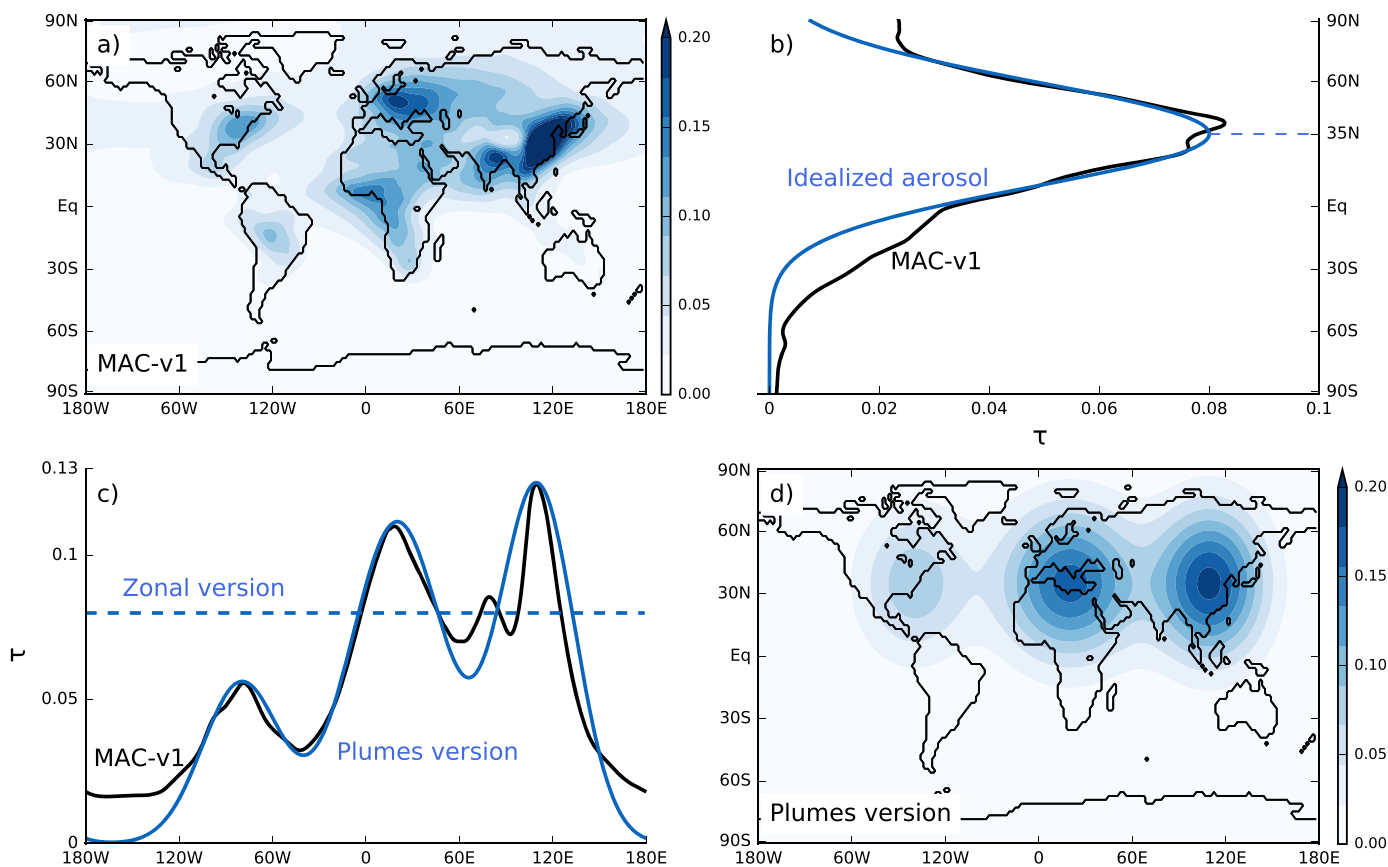 a)
90N
60N
30N
Eq
30S
60S
90S
180W
60W
120W
0
60E
120E
180E
MAC-v1
0.20
0.15
0.10
0.05
0.00
b)
90N
60N
35N
Eq
30S
60S
90S
Idealized aerosol
MAC-v1
0
0.02
0.04
0.06
0.08
0.1
τ
c)
0.13
0.1
0.05
0
τ
Zonal version
MAC-v1
Plumes version
180W
120W
60W
0
60E
120E
180E
d)
90N
60N
30N
Eq
30S
60S
90S
Plumes version
180W
120W
60W
0
60E
120E
180E
0.20
0.15
0.10
0.05
0.00